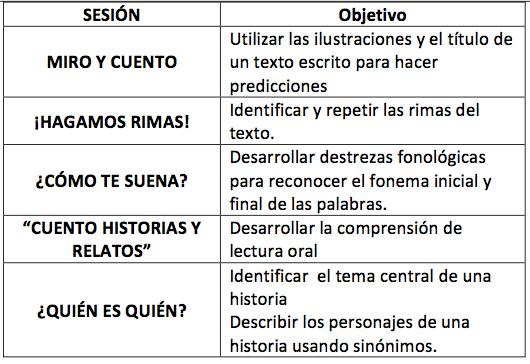 SESIÓN Objetivo
MIRO Y CUENTO
Utilizar las ilustraciones y el título de
un texto escrito para hacer
predicciones
¡HAGAMOS RIMAS!
Identificar y repetir las rimas del
texto.
¿CÓMO TE SUENA?
Desarrollar destrezas fonológicas
para reconocer el fonema inicial y
final de las palabras.
“CUENTO HISTORIAS Y
RELATOS”
Desarrollar la comprensión de
lectura oral
¿QUIÉN ES QUIÉN?
Identificar el tema central de una
historia
Describir los personajes de una
historia usando sinónimos.